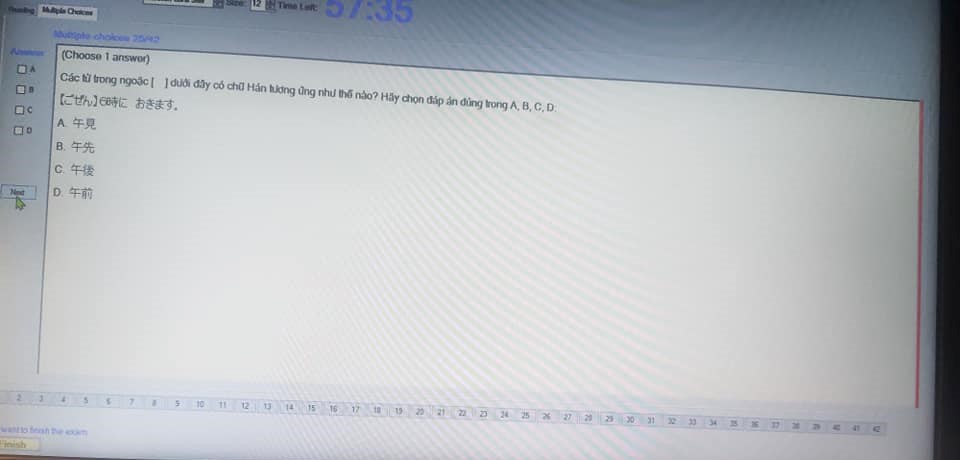 Reading Multiple Choices
Size: 12 Time Left: 57:35
Multiple choices 25/42
Answer
(Choose 1 answer)
Các từ trong ngoặc [ ] dưới đây có chữ Hán tương ứng như thế nào? Hãy chọn đáp án đúng trong A, B, C, D:
【ごぜん】6時に おきます。
A
B
C
D
A. 午見
B. 午先
C. 午後
D. 午前
Next
2 3 4 5 6 7 8 9 10 11 12 13 14 15 16 17 18 19 20 21 22 23 24 25 26 27 28 29 30 31 32 33 34 35 36 37 38 39 40 41 42
want to finish the exam
Finish